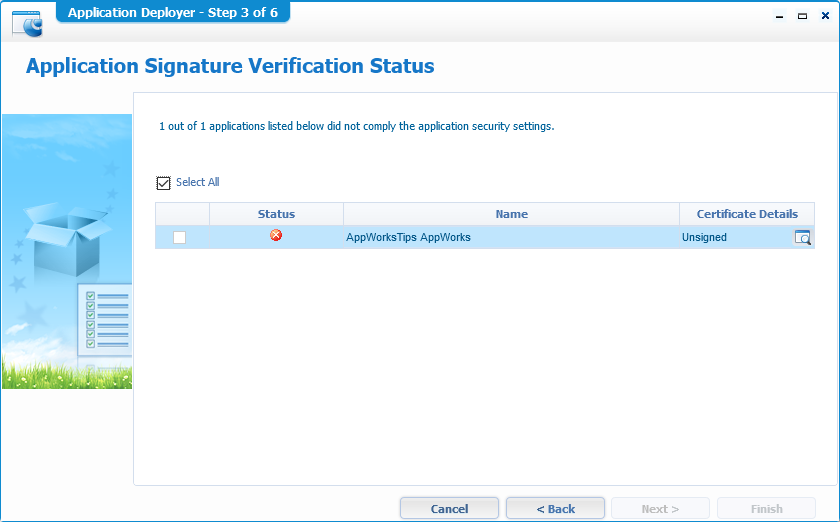 Application Deployer - Step 3 of 6
Application Signature Verification Status
1 out of 1 applications listed below did not comply the application security settings.
Select All
Status Name Certificate Details
AppWorksTips AppWorks Unsigned
Cancel < Back Next > Finish